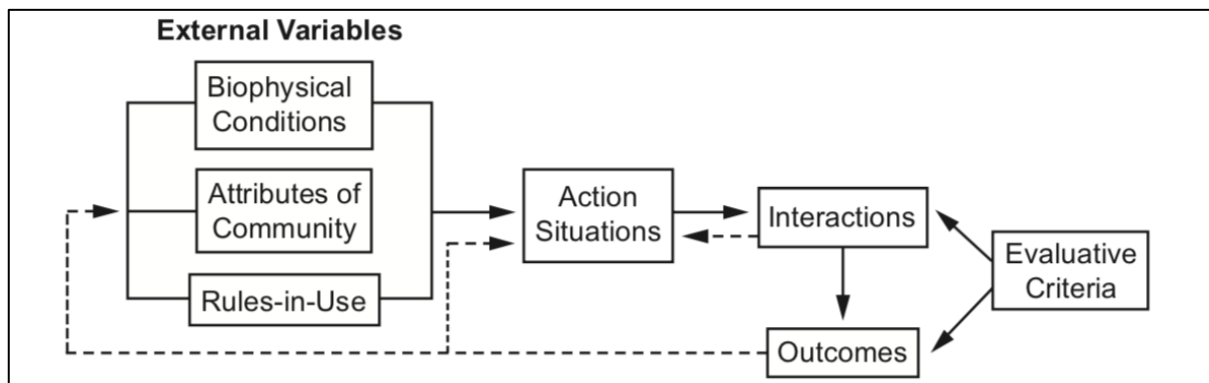 External Variables
Biophysical
Conditions
Attributes of
Community
Rules-in-Use
Action
Situations
Interactions
Outcomes
Evaluative
Criteria